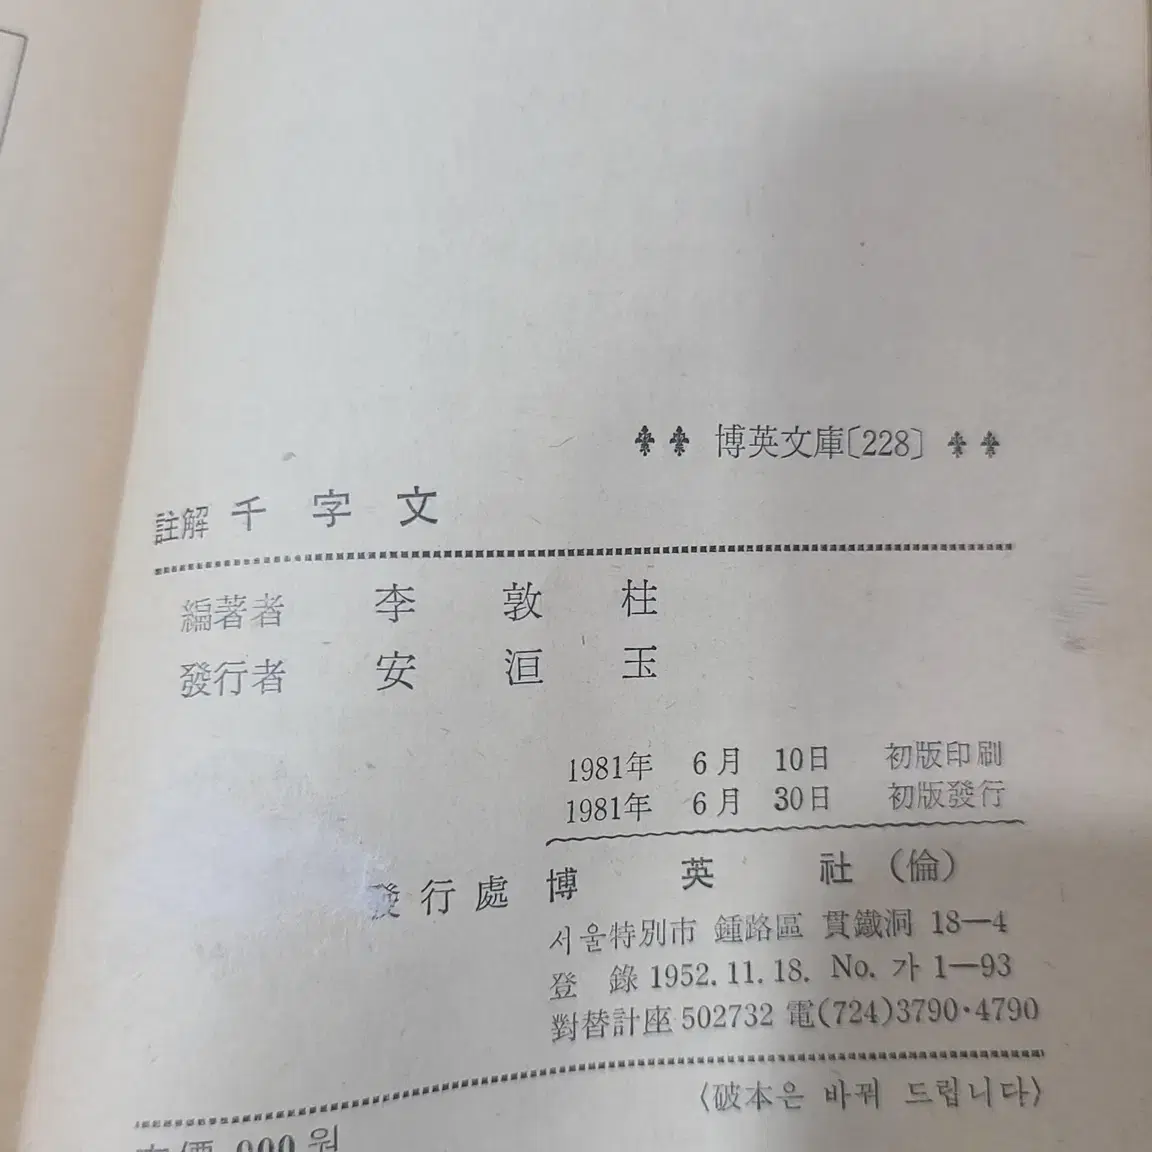 博英文庫〔228〕
註解 千字文
編著者 李敦柱
發行者 安洹玉
1981年 6月 10日 初版印刷
1981年 6月 30日 初版發行
發行處 博英社 (倫)
서울特別市 鍾路區 貫鐵洞 18—4
登錄 1952. 11. 18. No. 가 1—93
對替計座 502732 電(724)3790·4790
〈破本은 바꿔 드립니다〉